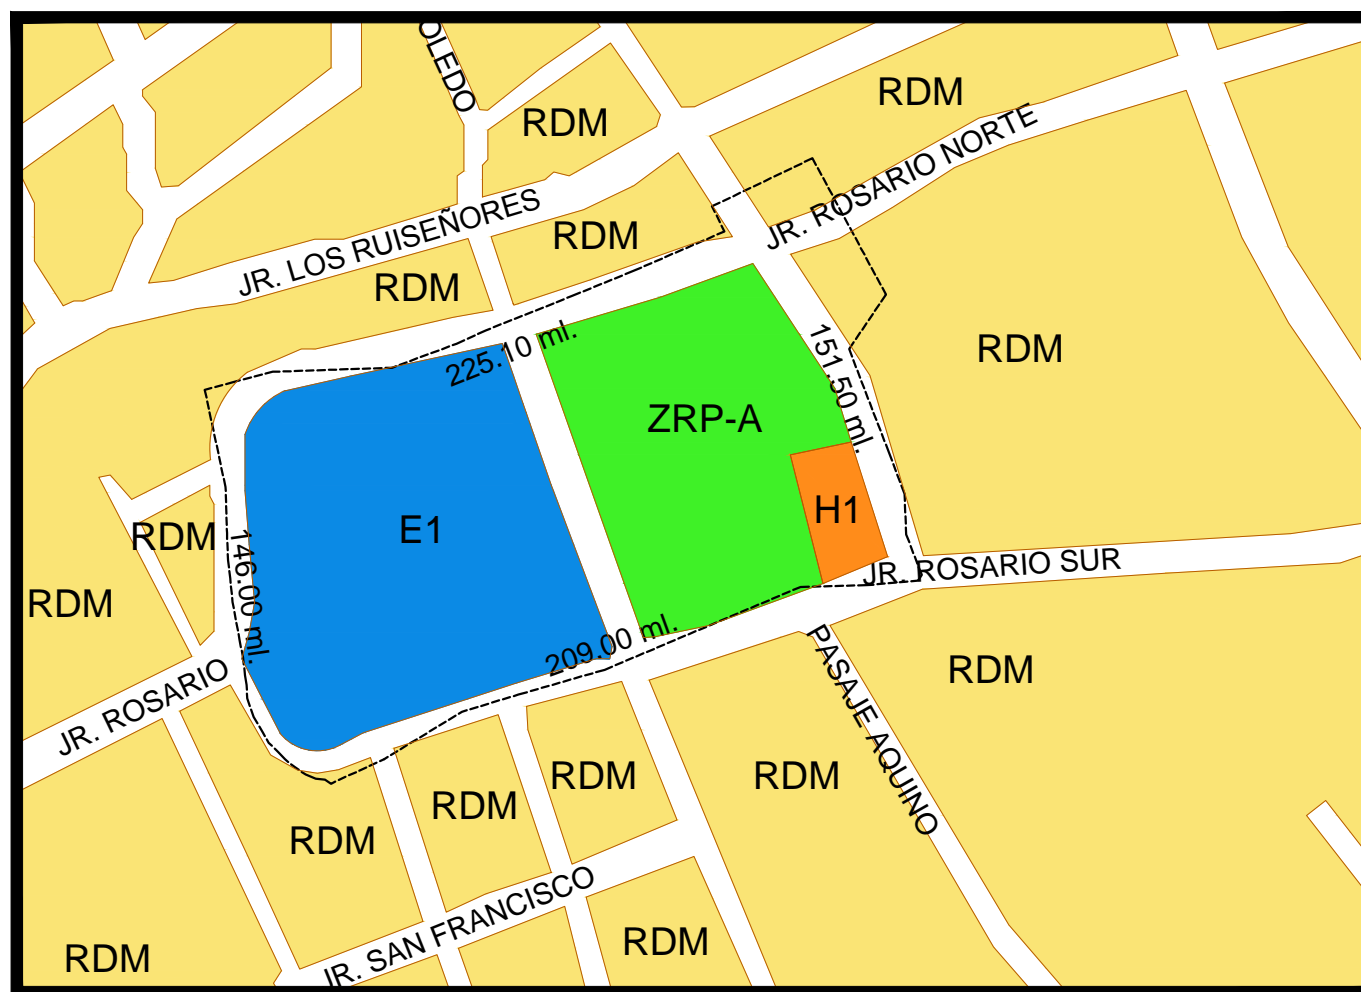 OLEDO
RDM
RDM
JR. ROSARIO NORTE
JR. LOS RUISEÑORES
RDM
RDM
225.10 ml.
151.50 ml.
RDM
ZRP-A
E1
H1
RDM
146.00 ml.
RDM
JR. ROSARIO SUR
209.00 ml.
JR. ROSARIO
PASAJE AQUINO
RDM
RDM
RDM
RDM
RDM
JR. SAN FRANCISCO
RDM
RDM